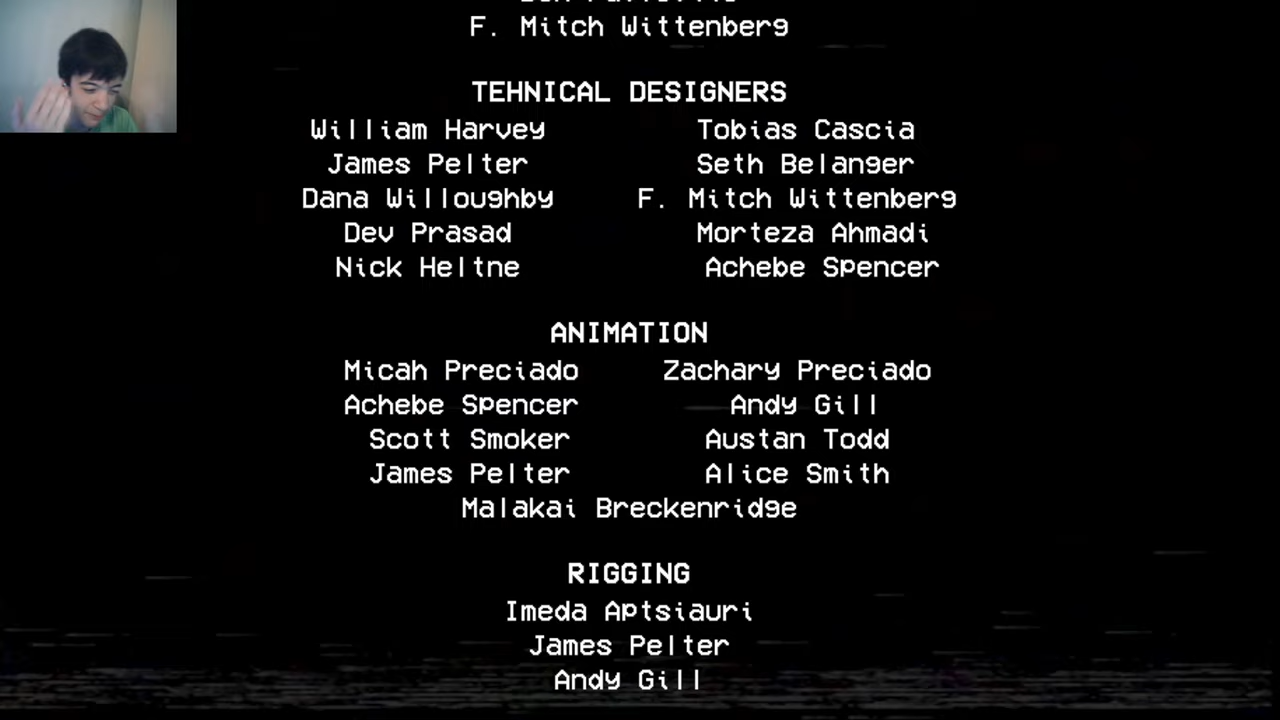 F. Mitch Wittenberg
TEHNICAL DESIGNERS
William Harvey Tobias Cascia
James Pelter Seth Belanger
Dana Willoughby F. Mitch Wittenberg
Dev Prasad Morteza Ahmadi
Nick Heltne Achebe Spencer
ANIMATION
Micah Preciado Zachary Preciado
Achebe Spencer Andy Gill
Scott Smoker Austan Todd
James Pelter Alice Smith
Malakai Breckenridge
RIGGING
Imeda Aptsiauri
James Pelter
Andy Gill